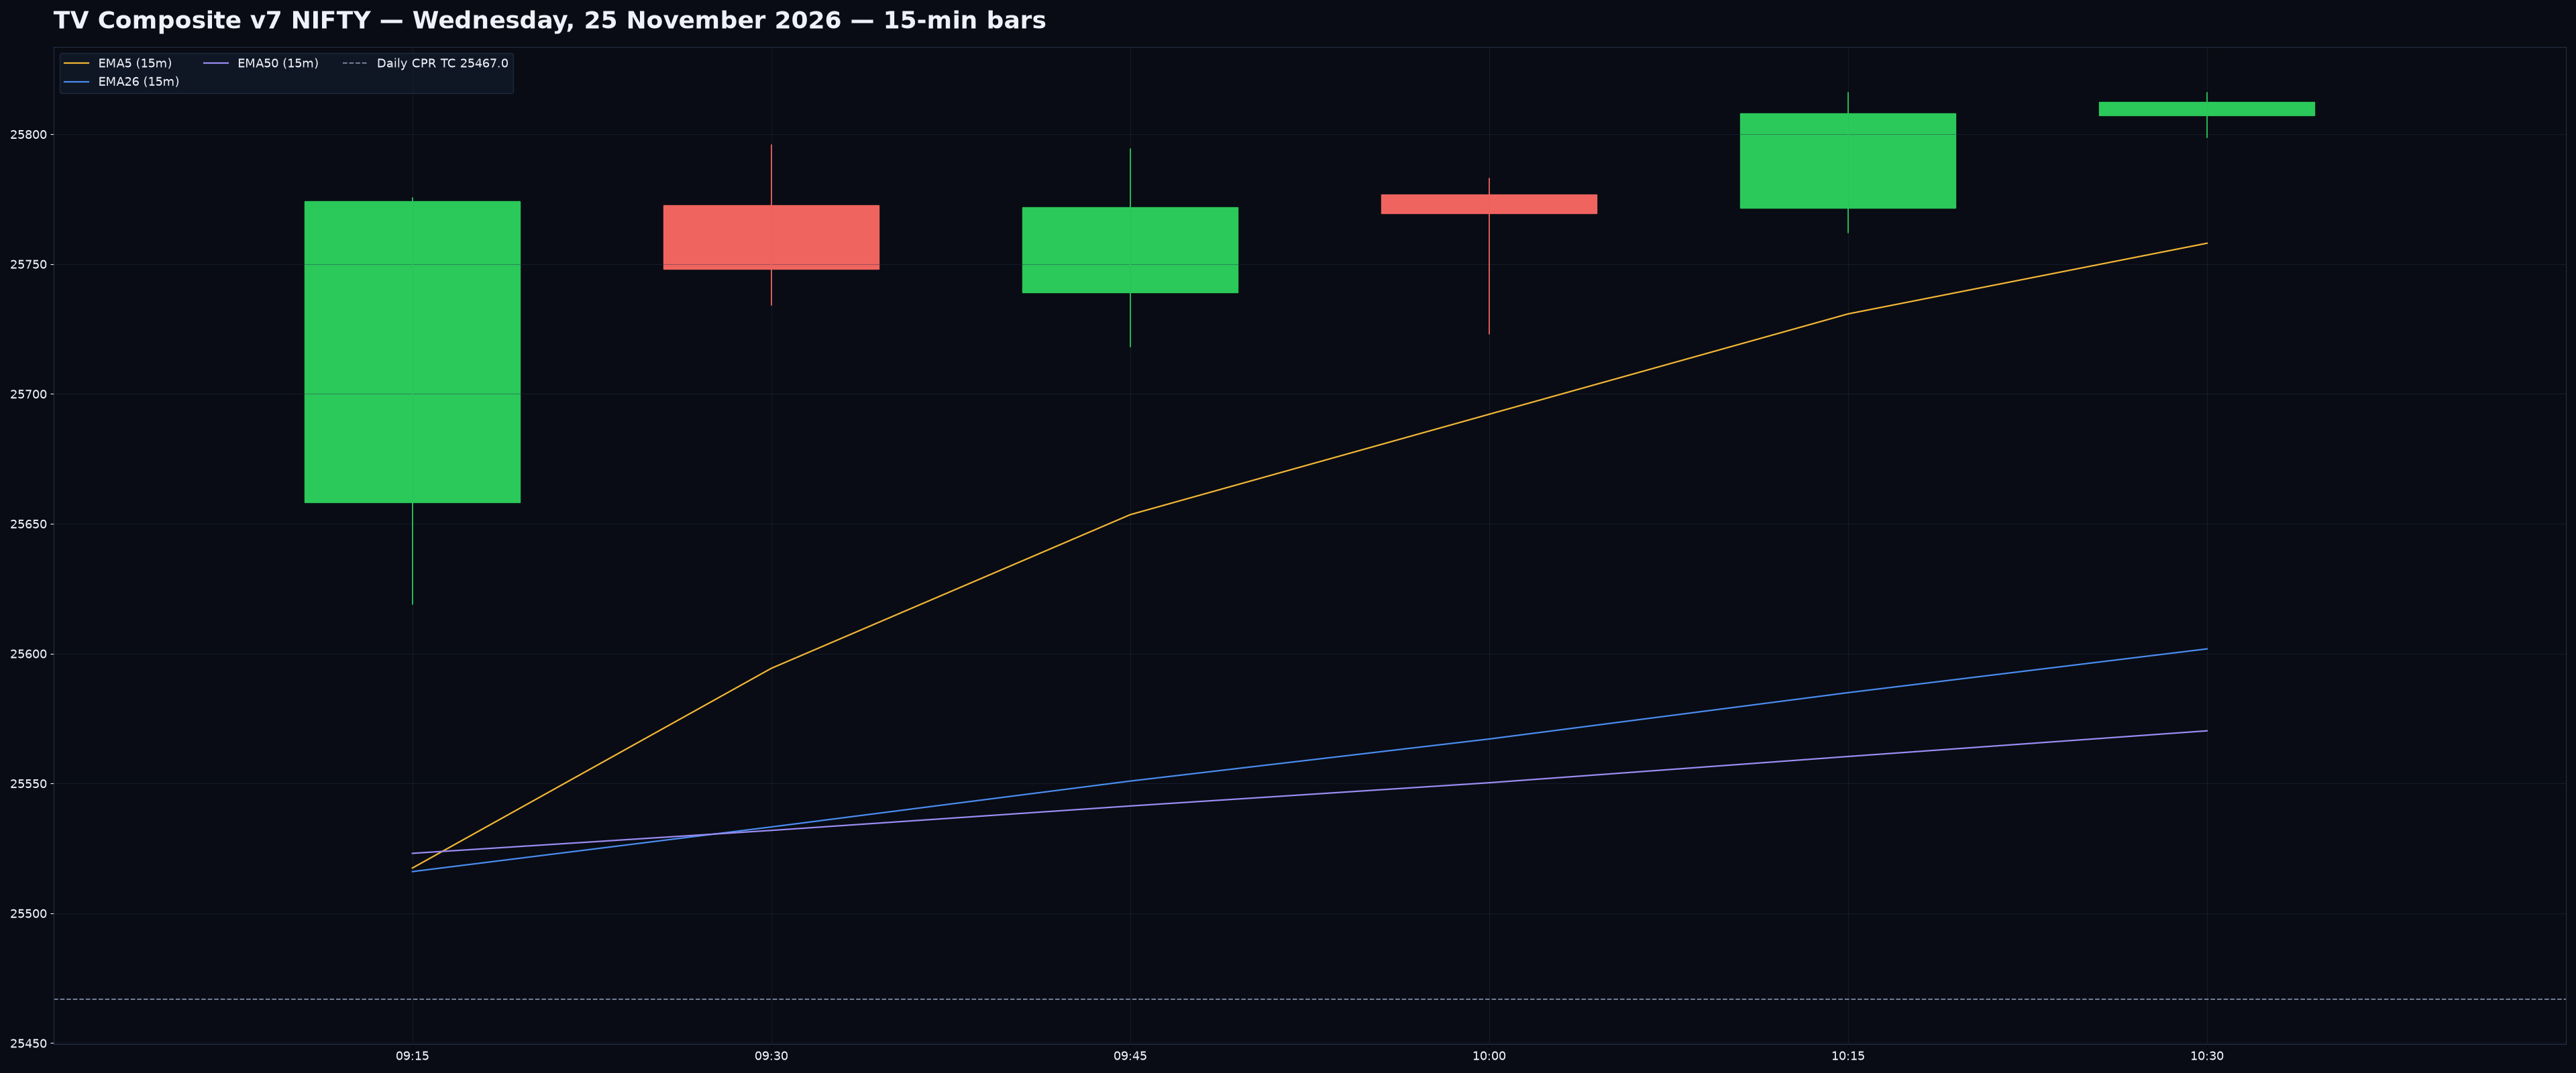 TV Composite v7 NIFTY — Wednesday, 25 November 2026 — 15-min bars
EMA5 (15m) EMA50 (15m) Daily CPR TC 25467.0
EMA26 (15m)
25800
25750
25700
25650
25600
25550
25500
25450
09:15 09:30 09:45 10:00 10:15 10:30